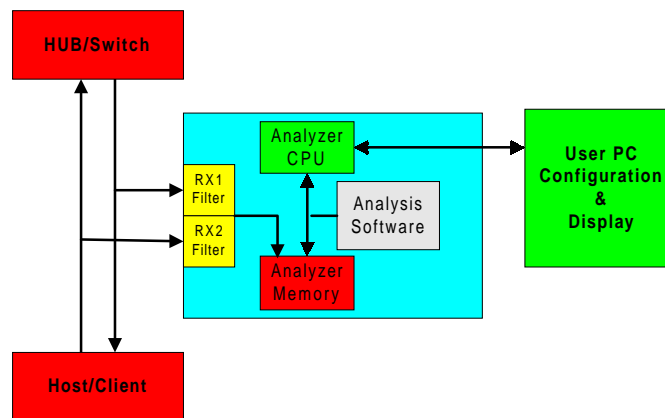 HUB/Switch
Analyzer
CPU
User PC
Configuration
&
Display
RX1
Filter
RX2
Filter
Analysis
Software
Analyzer
Memory
Host/Client